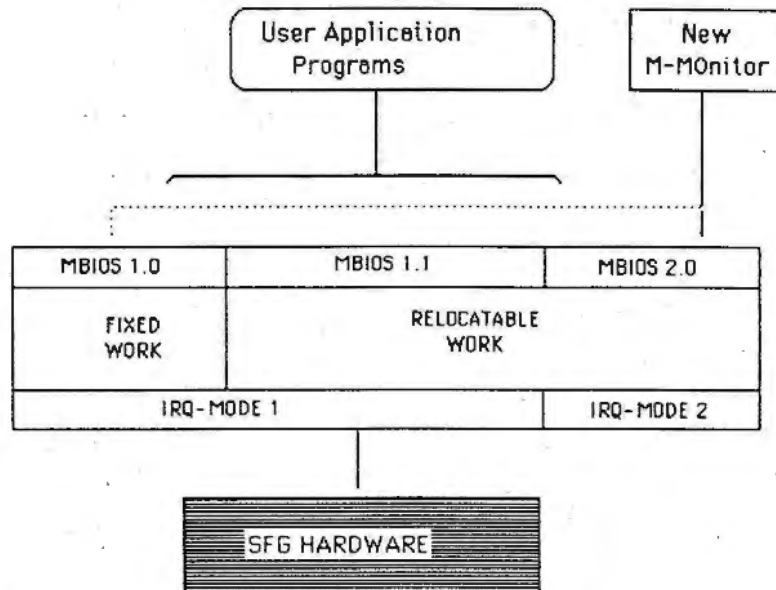 User Application
Programs
New
M-MOnitor
MBIOS 1.0
MBIOS 1.1
MBIOS 2.0
FIXED
WORK
RELOCATABLE
WORK
IRQ-MODE 1
IRQ-MODE 2
SFG HARDWARE